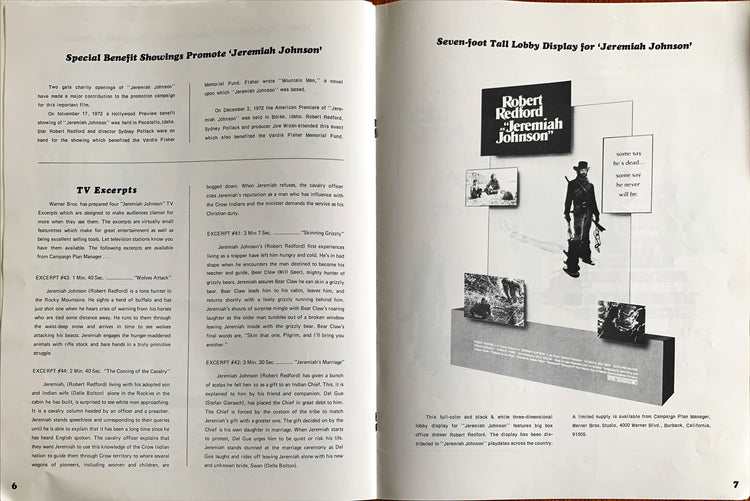 Special Benefit Showings Promote 'Jeremiah Johnson'
Two gala charity openings of "Jeremiah Johnson"
have made a major contribution to the promotion campaign
for this important film.
On November 17, 1972 a Hollywood Preview benefit
showing of "Jeremiah Johnson" was held in Pocatello, Idaho.
Star Robert Redford and director Sydney Pollack were on
hand for the showing which benefited the Vardis Fisher
Memorial Fund. Fisher wrote "Mountain Man," a novel
upon which "Jeremiah Johnson" was based.
On December 2, 1972 the American Premiere of "Jere-
miah Johnson" was held in Boise, Idaho. Robert Redford,
Sydney Pollack and producer Joe Wizan attended this event
which also benefited the Vardis Fisher Memorial Fund.
TV Excerpts
Warner Bros. has prepared four "Jeremiah Johnson" TV
Excerpts which are designed to make audiences clamor for
more when they see them. The excerpts are virtually small
featurettes which make for great entertainment as well as
being excellent selling tools. Let television stations know you
have them available. The following excerpts are available
from Campaign Plan Manager . . .
EXCERPT #43: 1 Min. 40 Sec. ............"Wolves Attack"
Jeremiah Johnson (Robert Redford) is a lone hunter in
the Rocky Mountains. He sights a herd of buffalo and has
just shot one when he hears cries of warning from his horses
who are tied some distance away. He runs to them through
the waist-deep snow and arrives in time to see wolves
attacking his beasts. Jeremiah engages the hunger-maddened
animals with rifle stock and bare hands in a truly primitive
struggle.
EXCERPT #44: 2 Min. 40 Sec. "The Coming of the Cavalry"
Jeremiah, (Robert Redford) living with his adopted son
and Indian wife (Delle Bolton) alone in the Rockies in the
cabin he has built, is surprised to see white men approaching.
It is a cavalry column headed by an officer and a preacher.
Jeremiah stands speechless and unresponding to their queries
until he is able to explain that it has been a long time since he
has heard English spoken. The cavalry officer explains that
they want Jeremiah to use his knowledge of the Crow Indian
nation to guide them through Crow territory to where several
wagons of pioneers, including women and children, are
bogged down. When Jeremiah refuses, the cavalry officer
cites Jeremiah's reputation as a man who has influence with
the Crow Indians and the minister demands the service as his
Christian duty.
EXCERPT #41: 3 Min 7 Sec. ............"Skinning Grizzly"
Jeremiah Johnson's (Robert Redford) first experiences
living as a trapper have left him hungry and cold. He's in bad
shape when he encounters the man destined to become his
teacher and guide, Bear Claw (Will Geer), mighty hunter of
grizzly bears. Jeremiah assures Bear Claw he can skin a grizzly
bear. Bear Claw leads him to his cabin, leaves him, and
returns shortly with a lively grizzly running behind him.
Jeremiah's shouts of surprise mingle with Bear Claw's roaring
laughter as the older man tumbles out of a broken window
leaving Jeremiah inside with the grizzly bear. Bear Claw's
final words are, "Skin that one, Pilgrim, and I'll bring you
another."
EXCERPT #42: 3 Min. 30 Sec. ........"Jeremiah's Marriage"
Jeremiah Johnson (Robert Redford) has given a bunch
of scalps he fell heir to as a gift to an Indian Chief. This, it is
explained to him by his friend and companion, Del Gue
(Stefan Gierasch), has placed the Chief in great debt to him.
The Chief is forced by the custom of the tribe to match
Jeremiah's gift with a greater one. The gift decided on by the
Chief is his own daughter in marriage. When Jeremiah starts
to protest, Del Gue urges him to be quiet or risk his life.
Jeremiah stands stunned at the marriage ceremony as Del
Gue laughs and rides off leaving Jeremiah alone with his new
and unknown bride, Swan (Delle Bolton).
6
Seven-foot Tall Lobby Display for 'Jeremiah Johnson'
Robert
Redford
as "Jeremiah
Johnson"
some say
he's dead...
some say
he never
will be.
This full-color and black & white three-dimensional
lobby display for "Jeremiah Johnson" features big box
office drawer Robert Redford. The display has been dis-
tributed to "Jeremiah Johnson" playdates across the country.
A limited supply is available from Campaign Plan Manager,
Warner Bros. Studio, 4000 Warner Blvd., Burbank, California,
91505.
7